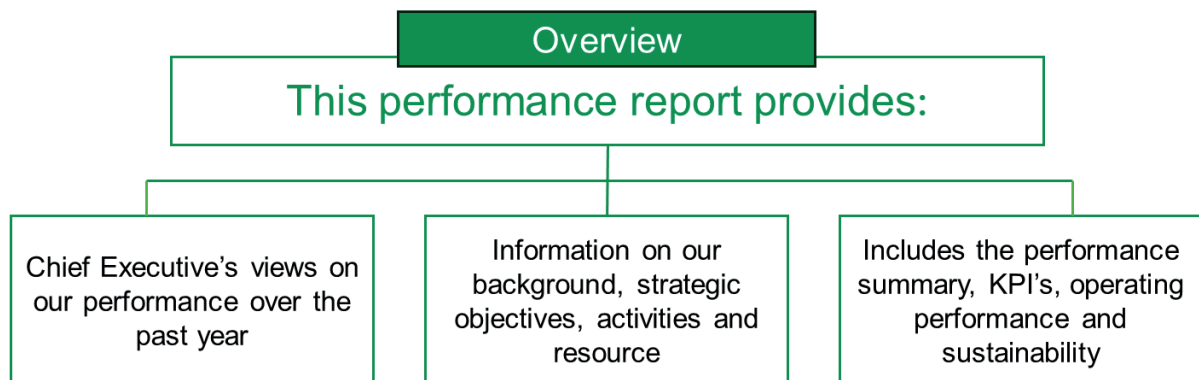 Overview
This performance report provides:
Chief Executive’s views on
our performance over the
past year
Information on our
background, strategic
objectives, activities and
resource
Includes the performance
summary, KPI’s, operating
performance and
sustainability